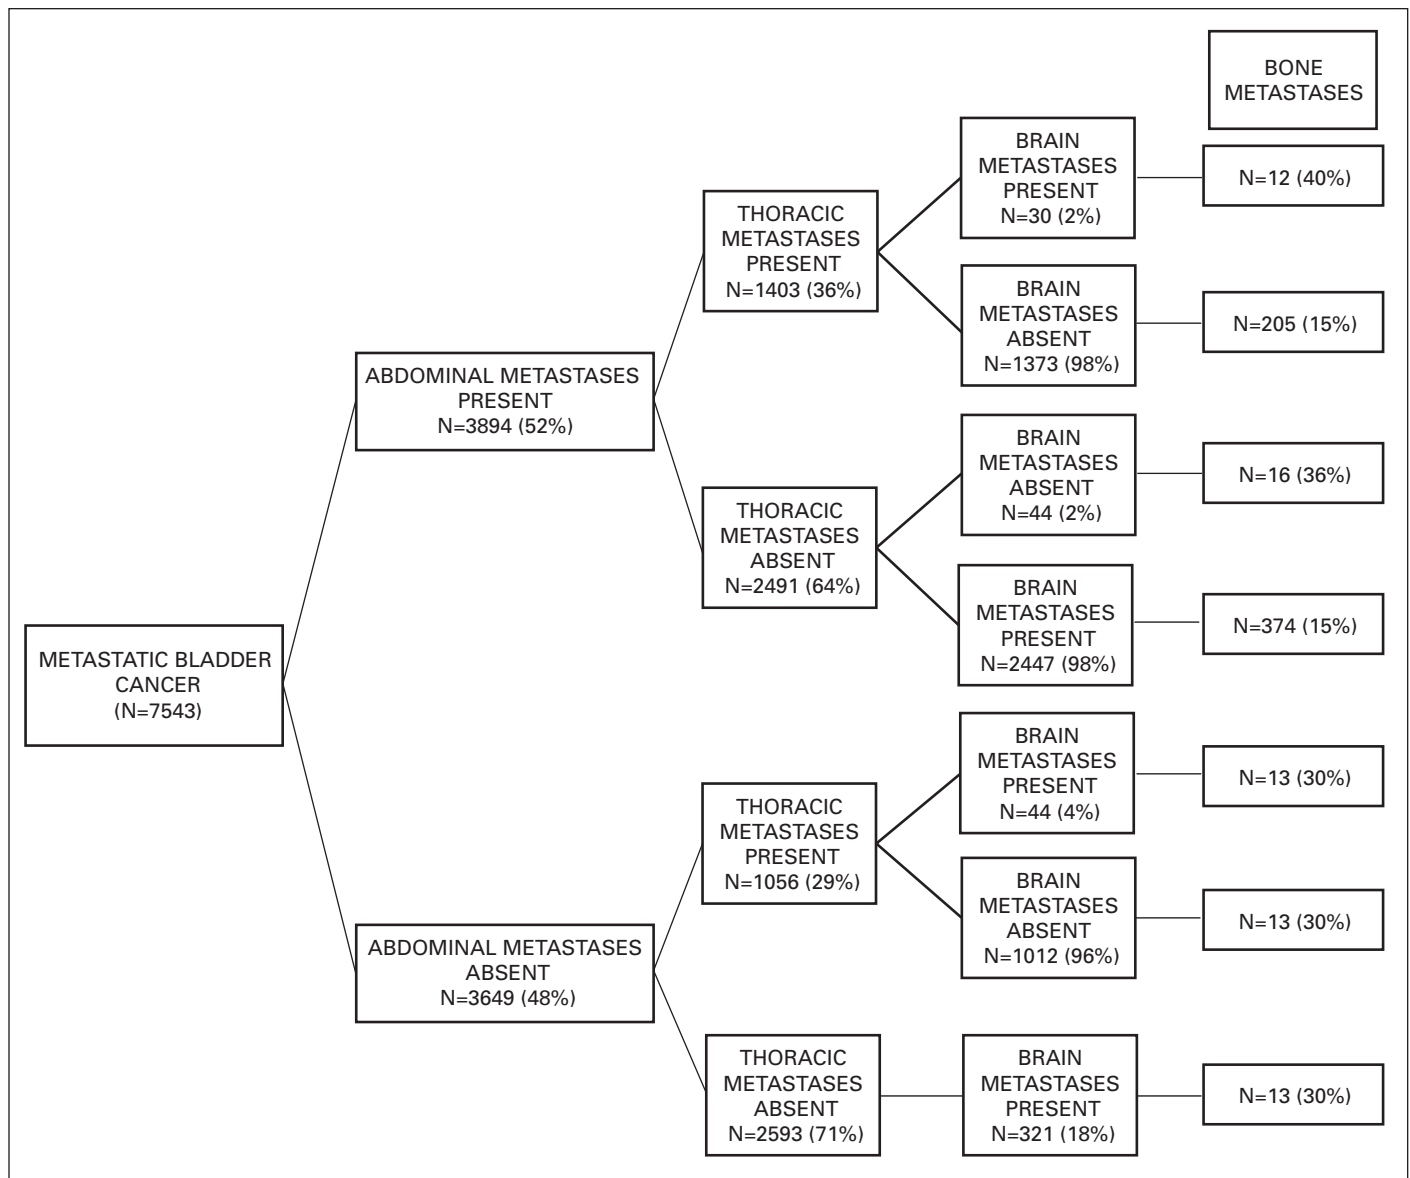 BONE
METASTASES
BRAIN
METASTASES
PRESENT
N=30 (2%)
N=12 (40%)
THORACIC
METASTASES
PRESENT
N=1403 (36%)
BRAIN
METASTASES
ABSENT
N=1373 (98%)
N=205 (15%)
ABDOMINAL METASTASES
PRESENT
N=3894 (52%)
BRAIN
METASTASES
ABSENT
N=44 (2%)
N=16 (36%)
THORACIC
METASTASES
ABSENT
N=2491 (64%)
BRAIN
METASTASES
PRESENT
N=2447 (98%)
N=374 (15%)
METASTATIC BLADDER
CANCER
(N=7543)
BRAIN
METASTASES
PRESENT
N=44 (4%)
N=13 (30%)
THORACIC
METASTASES
PRESENT
N=1056 (29%)
BRAIN
METASTASES
ABSENT
N=1012 (96%)
N=13 (30%)
ABDOMINAL METASTASES
ABSENT
N=3649 (48%)
THORACIC
METASTASES
ABSENT
N=2593 (71%)
BRAIN
METASTASES
PRESENT
N=321 (18%)
N=13 (30%)